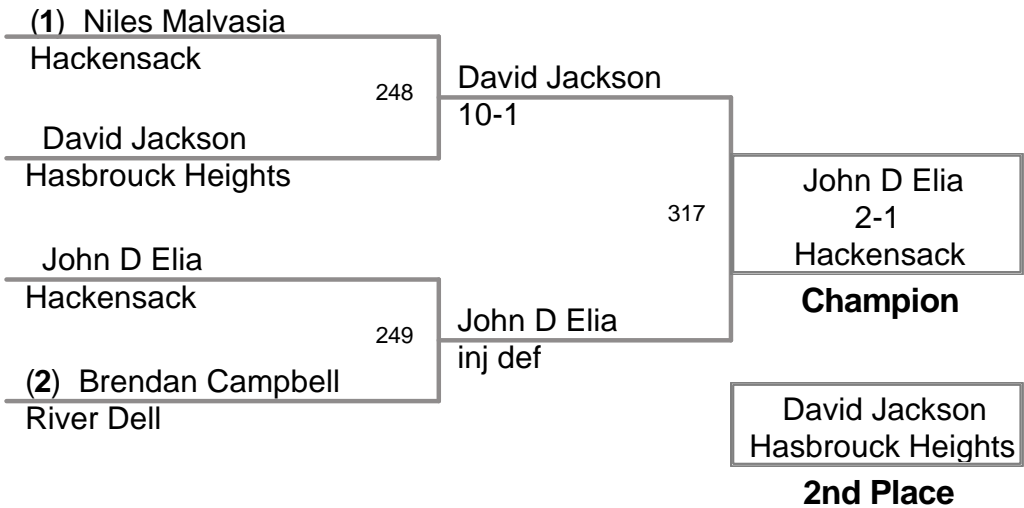 (1) Niles Malvasia
Hackensack
248
David Jackson
10-1
David Jackson
Hasbrouck Heights
317
John D Elia
2-1
Hackensack
Champion
John D Elia
Hackensack
249
John D Elia
inj def
(2) Brendan Campbell
River Dell
David Jackson
Hasbrouck Heights
2nd Place